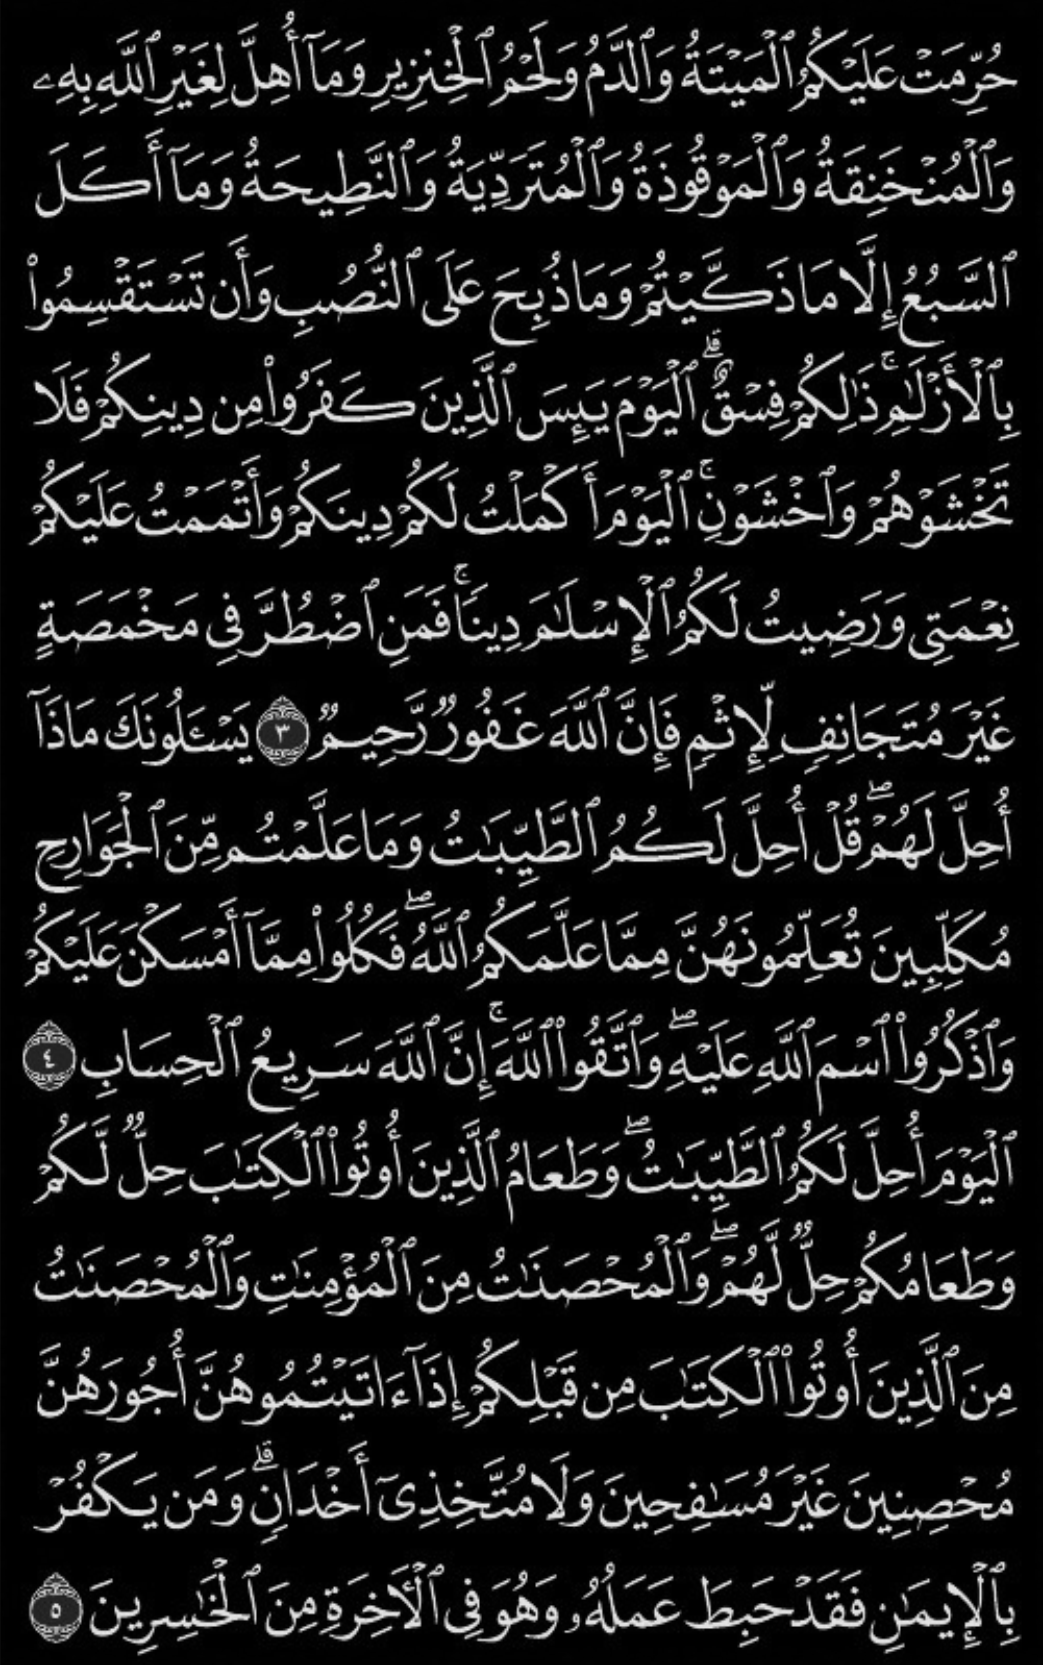 حُرِّمَتْ عَلَيْكُمُ ٱلْمَيْتَةُ وَٱلدَّمُ وَلَحْمُ ٱلْخِنزِيرِ وَمَآ أُهِلَّ لِغَيْرِ ٱللَّهِ بِهِۦ
وَٱلْمُنْخَنِقَةُ وَٱلْمَوْقُوذَةُ وَٱلْمُتَرَدِّيَةُ وَٱلنَّطِيحَةُ وَمَآ أَكَلَ
ٱلسَّبُعُ إِلَّا مَا ذَكَّيْتُمْ وَمَا ذُبِحَ عَلَى ٱلنُّصُبِ وَأَن تَسْتَقْسِمُوا۟
بِٱلْأَزْلَـٰمِ ۚ ذَٰلِكُمْ فِسْقٌ ۗ ٱلْيَوْمَ يَئِسَ ٱلَّذِينَ كَفَرُوا۟ مِن دِينِكُمْ فَلَا
تَخْشَوْهُمْ وَٱخْشَوْنِ ۚ ٱلْيَوْمَ أَكْمَلْتُ لَكُمْ دِينَكُمْ وَأَتْمَمْتُ عَلَيْكُمْ
نِعْمَتِى وَرَضِيتُ لَكُمُ ٱلْإِسْلَـٰمَ دِينًا ۚ فَمَنِ ٱضْطُرَّ فِى مَخْمَصَةٍ
غَيْرَ مُتَجَانِفٍ لِّإِثْمٍ فَإِنَّ ٱللَّهَ غَفُورٌ رَّحِيمٌ ٣ يَسْـَٔلُونَكَ مَاذَآ
أُحِلَّ لَهُمْ ۖ قُلْ أُحِلَّ لَكُمُ ٱلطَّيِّبَـٰتُ وَمَا عَلَّمْتُم مِّنَ ٱلْجَوَارِحِ
مُكَلِّبِينَ تُعَلِّمُونَهُنَّ مِمَّا عَلَّمَكُمُ ٱللَّهُ ۖ فَكُلُوا۟ مِمَّآ أَمْسَكْنَ عَلَيْكُمْ
وَٱذْكُرُوا۟ ٱسْمَ ٱللَّهِ عَلَيْهِ ۖ وَٱتَّقُوا۟ ٱللَّهَ ۚ إِنَّ ٱللَّهَ سَرِيعُ ٱلْحِسَابِ ٤
ٱلْيَوْمَ أُحِلَّ لَكُمُ ٱلطَّيِّبَـٰتُ ۖ وَطَعَامُ ٱلَّذِينَ أُوتُوا۟ ٱلْكِتَـٰبَ حِلٌّ لَّكُمْ
وَطَعَامُكُمْ حِلٌّ لَّهُمْ ۖ وَٱلْمُحْصَنَـٰتُ مِنَ ٱلْمُؤْمِنَـٰتِ وَٱلْمُحْصَنَـٰتُ
مِنَ ٱلَّذِينَ أُوتُوا۟ ٱلْكِتَـٰبَ مِن قَبْلِكُمْ إِذَآ ءَاتَيْتُمُوهُنَّ أُجُورَهُنَّ
مُحْصِنِينَ غَيْرَ مُسَـٰفِحِينَ وَلَا مُتَّخِذِىٓ أَخْدَانٍ ۗ وَمَن يَكْفُرْ
بِٱلْإِيمَـٰنِ فَقَدْ حَبِطَ عَمَلُهُۥ وَهُوَ فِى ٱلْـَٔاخِرَةِ مِنَ ٱلْخَـٰسِرِينَ ٥